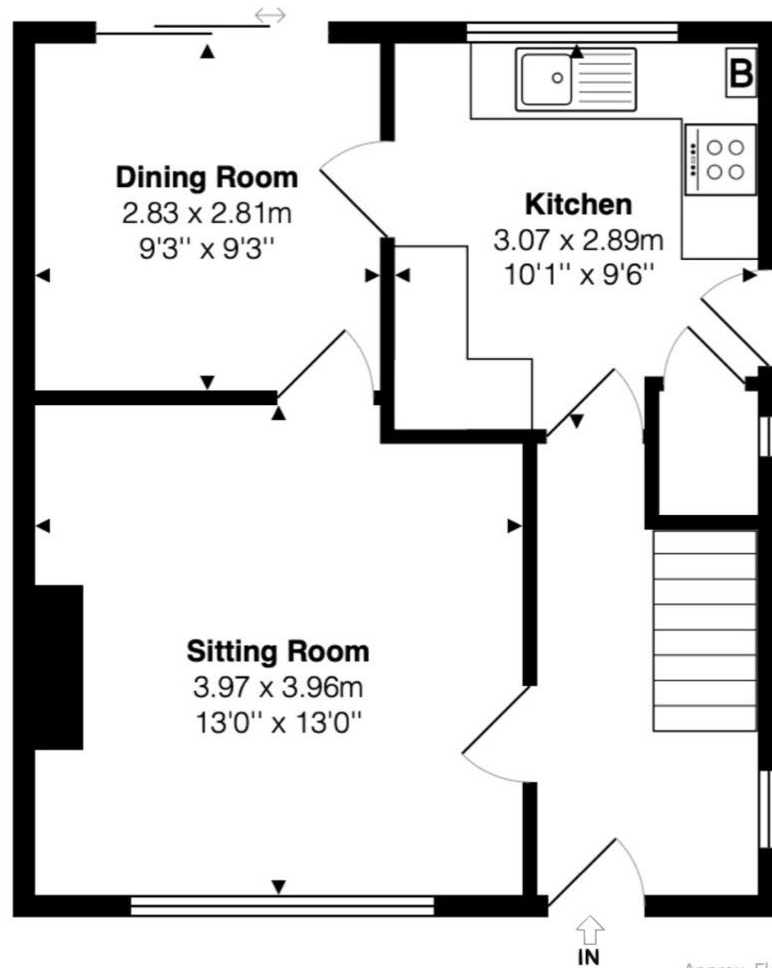 B
Dining Room
2.83 x 2.81m
9'3'' x 9'3''
Kitchen
3.07 x 2.89m
10'1'' x 9'6''
Sitting Room
3.97 x 3.96m
13'0'' x 13'0''
IN